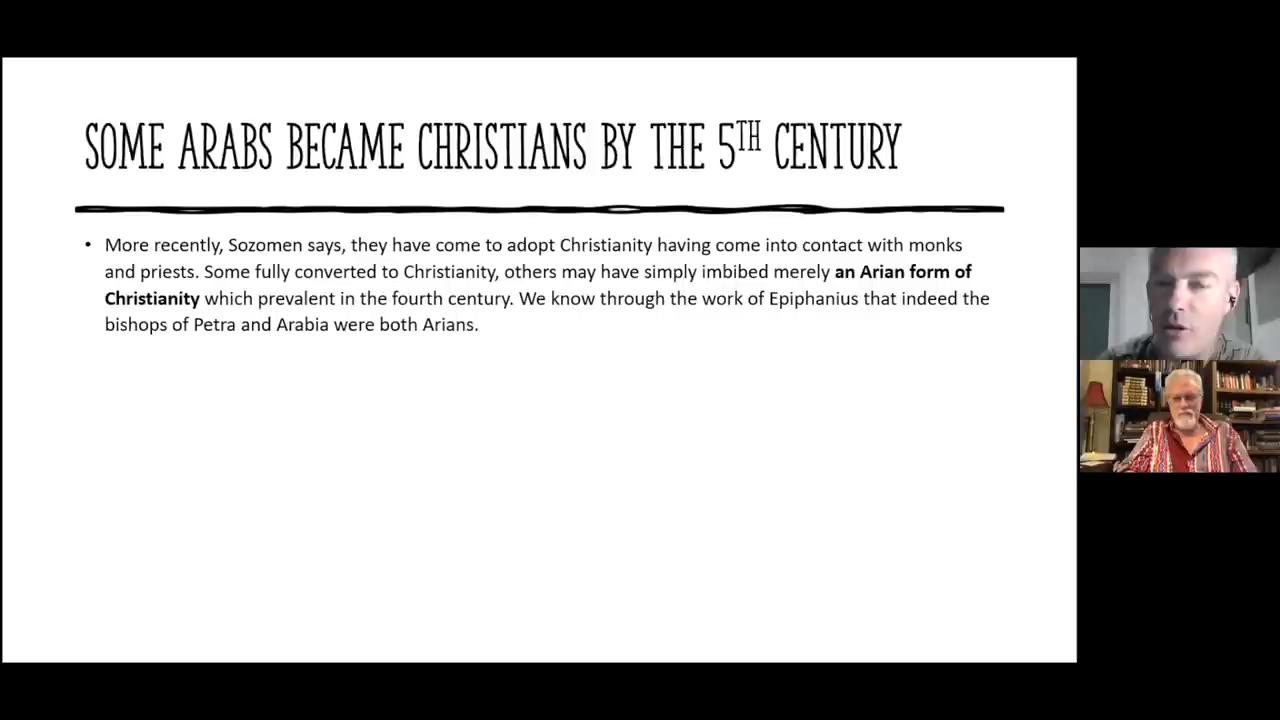 SOME ARABS BECAME CHRISTIANS BY THE 5TH CENTURY
• More recently, Sozomen says, they have come to adopt Christianity having come into contact with monks
and priests. Some fully converted to Christianity, others may have simply imbibed merely an Arian form of
Christianity which prevalent in the fourth century. We know through the work of Epiphanius that indeed the
bishops of Petra and Arabia were both Arians.